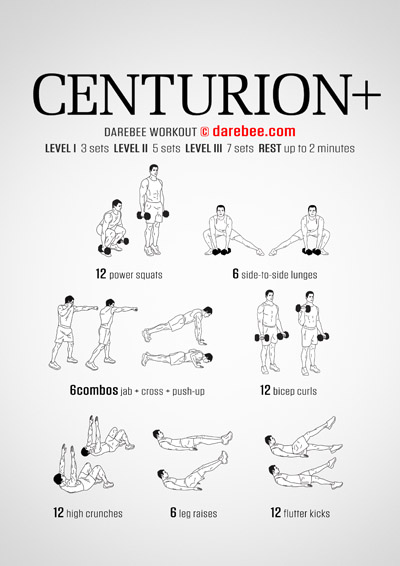 CENTURION+
DAREBEE WORKOUT © darebee.com
LEVEL I 3 sets LEVEL II 5 sets LEVEL III 7 sets REST up to 2 minutes
12 power squats
6 side-to-side lunges
6combos jab + cross + push-up
12 bicep curls
12 high crunches
6 leg raises
12 flutter kicks